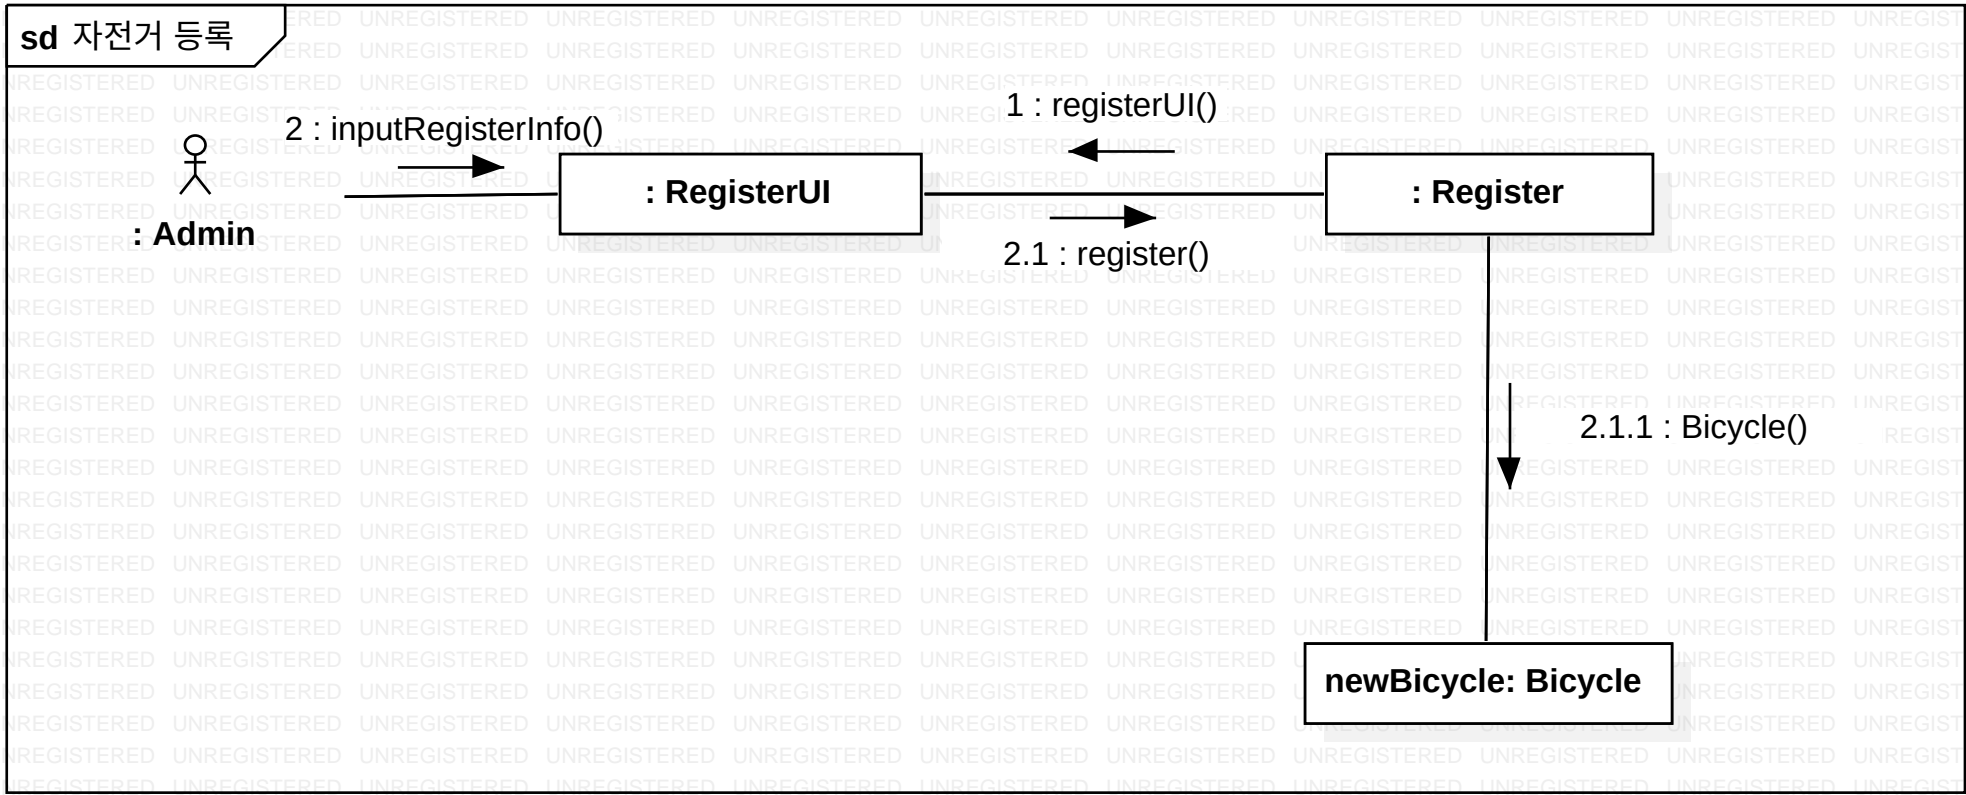 sd 자전거 등록
1 : registerUI()
2 : inputRegisterInfo()
: RegisterUI
: Register
: Admin
2.1 : register()
2.1.1 : Bicycle()
newBicycle: Bicycle
UNREGISTERED